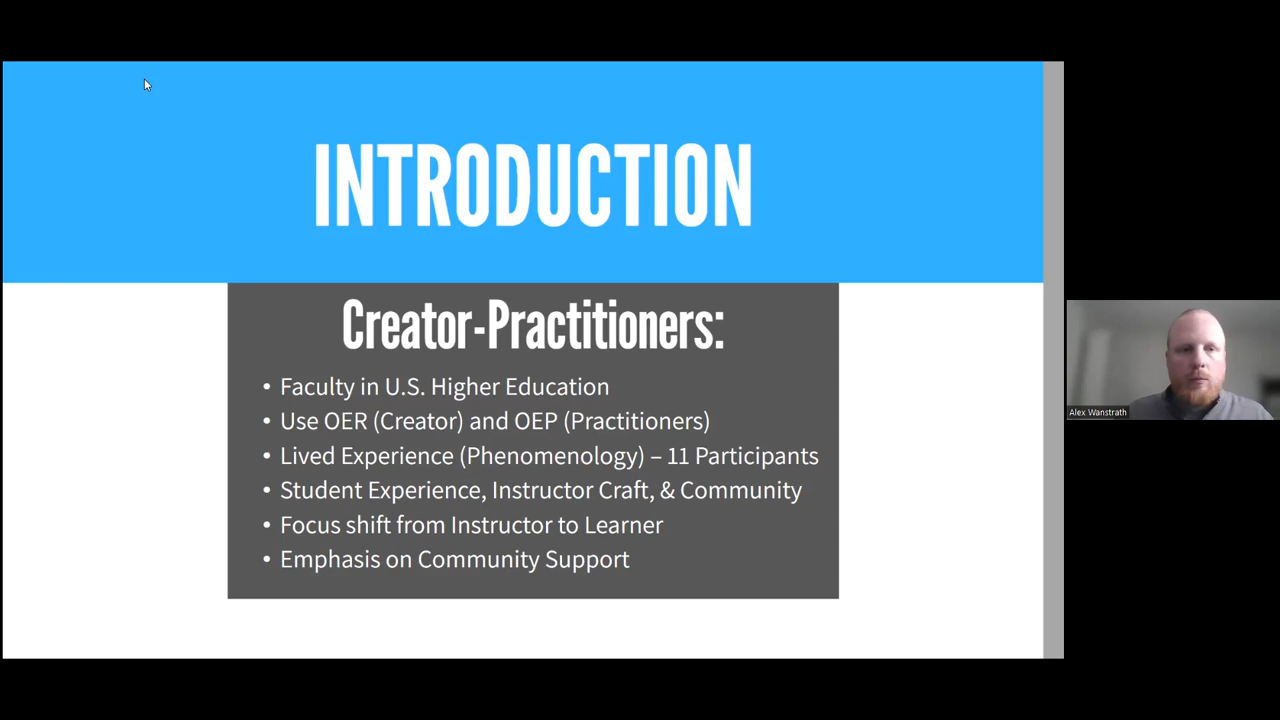 INTRODUCTION
Creator-Practitioners:
• Faculty in U.S. Higher Education
• Use OER (Creator) and OEP (Practitioners)
• Lived Experience (Phenomenology) – 11 Participants
• Student Experience, Instructor Craft, & Community
• Focus shift from Instructor to Learner
• Emphasis on Community Support
Alex Wanstrath